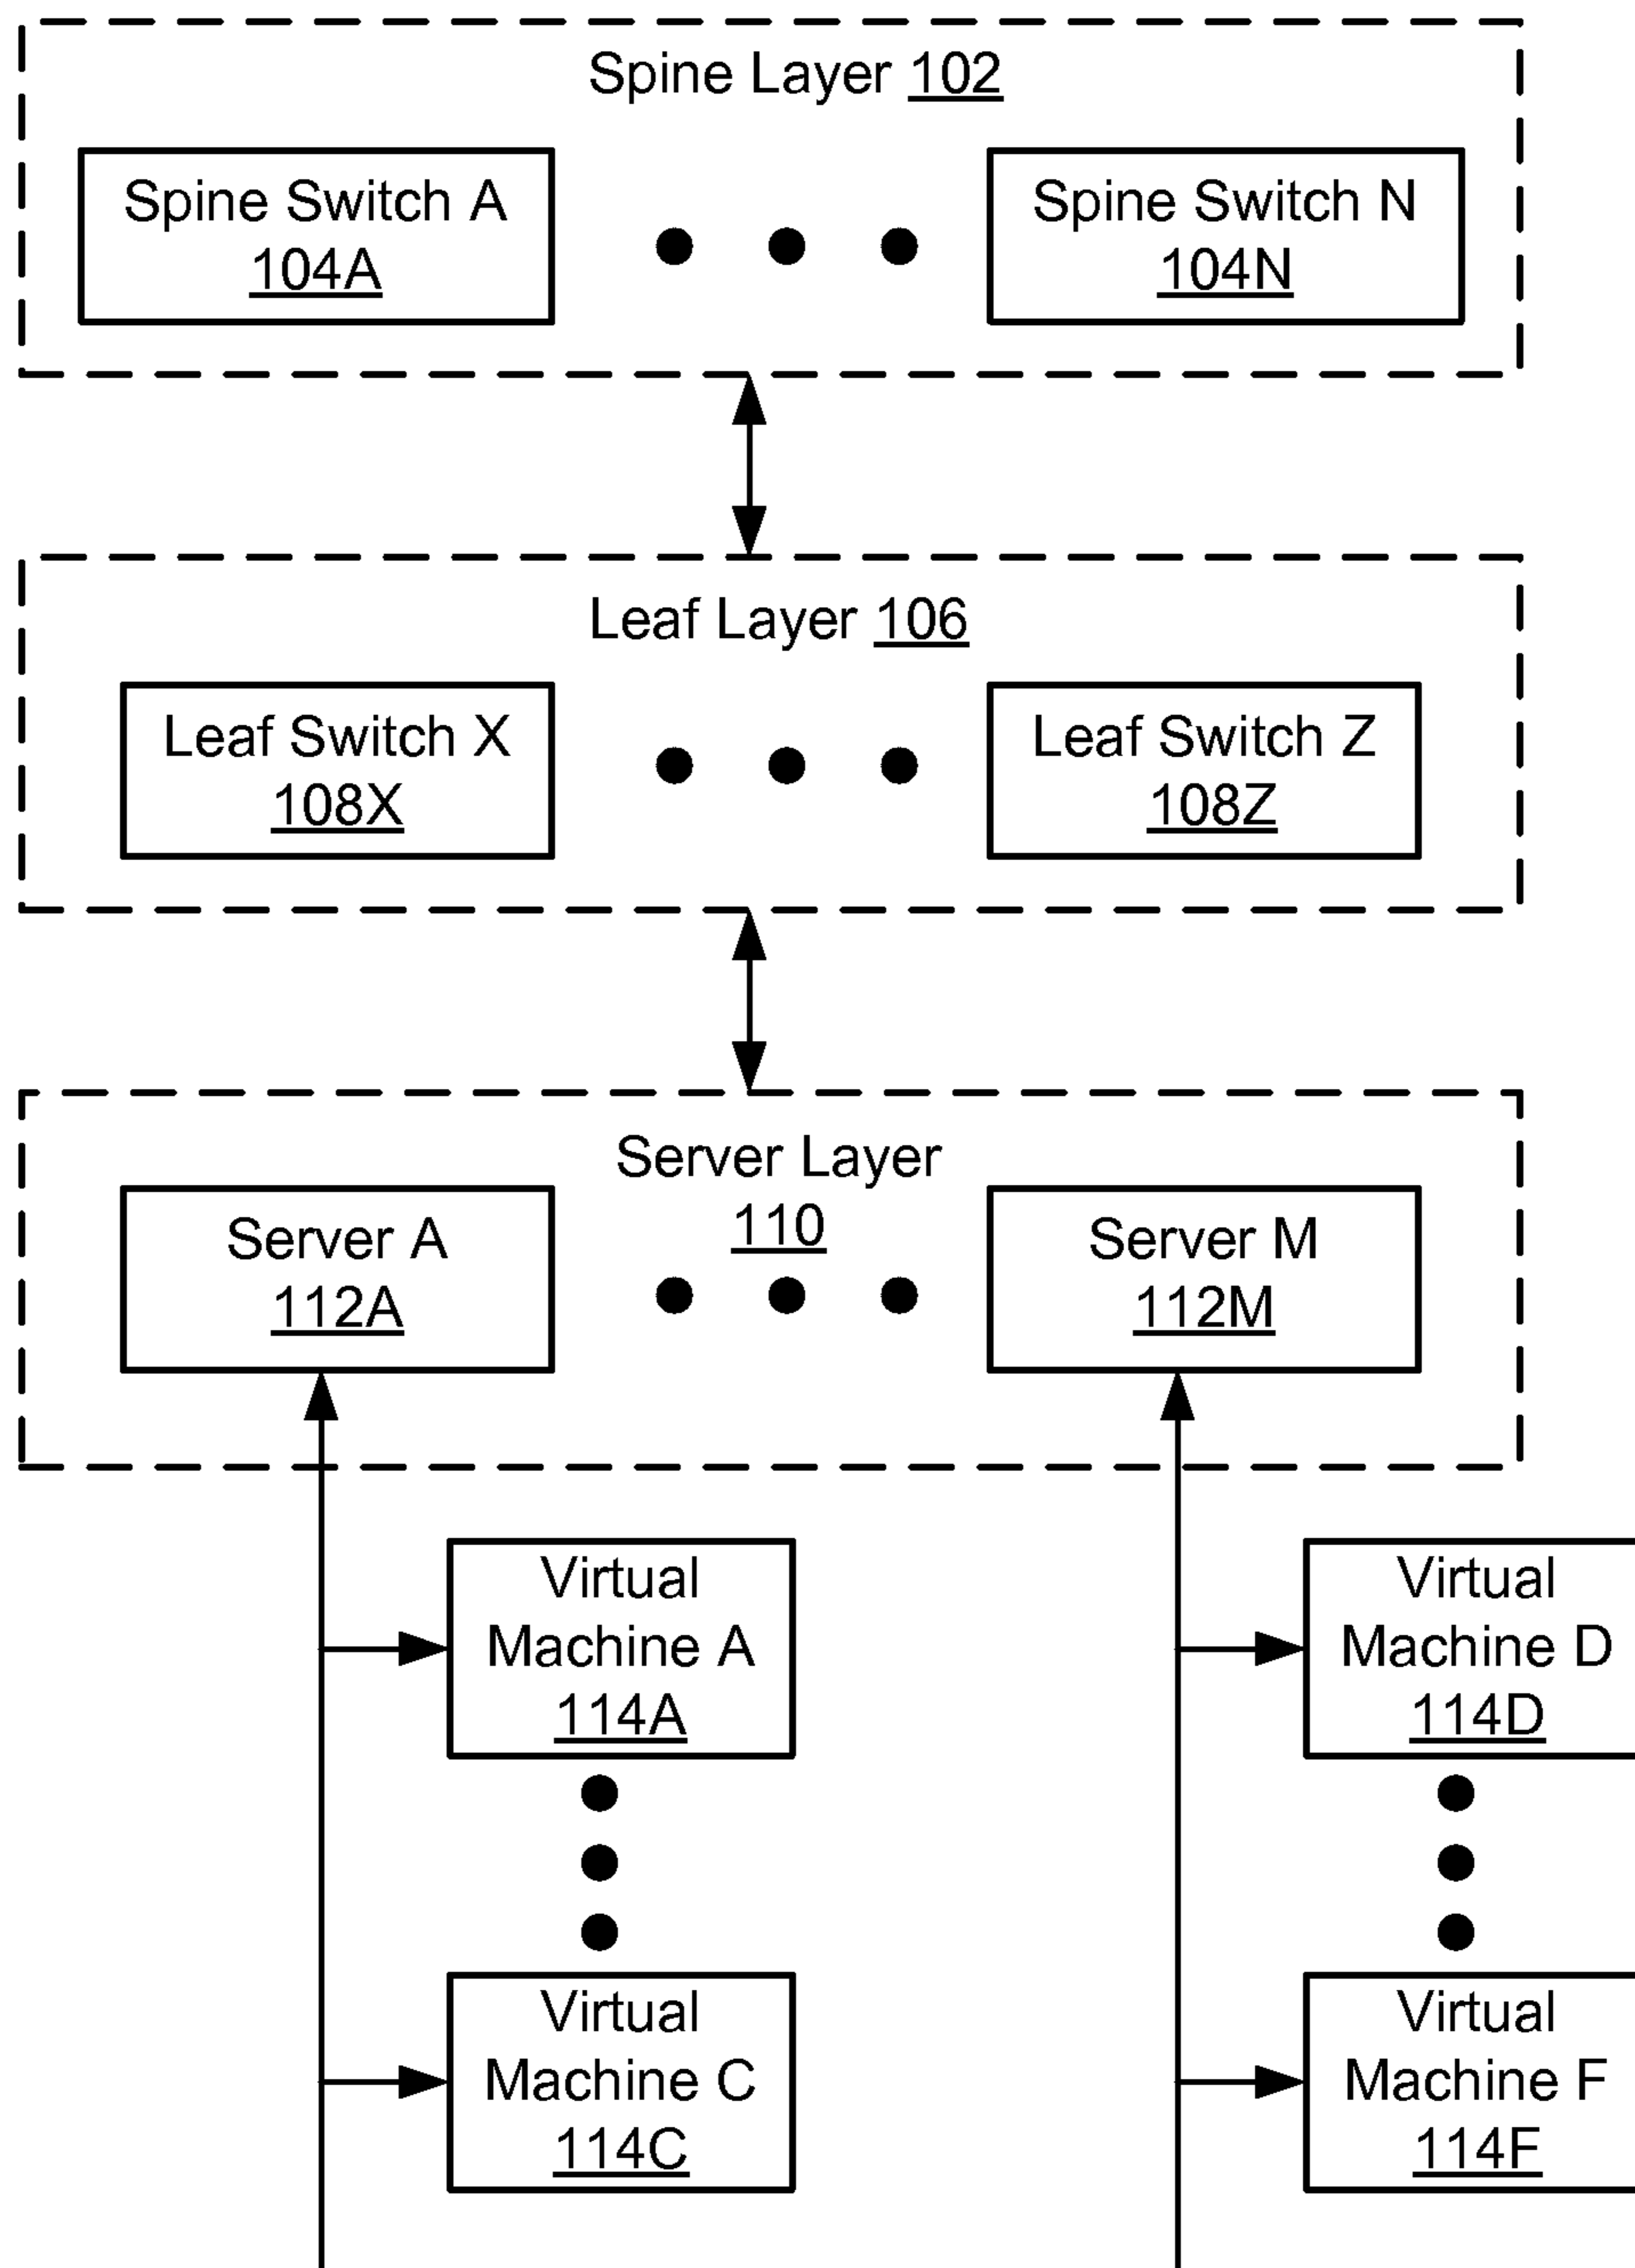 Spine Layer 102
Spine Switch A
104A
Spine Switch N
104N
Leaf Layer 106
Leaf Switch X
108X
Leaf Switch Z
108Z
Server Layer
110
Server A
112A
Server M
112M
Virtual
Machine A
114A
Virtual
Machine D
114D
Virtual
Machine C
114C
Virtual
Machine F
114F